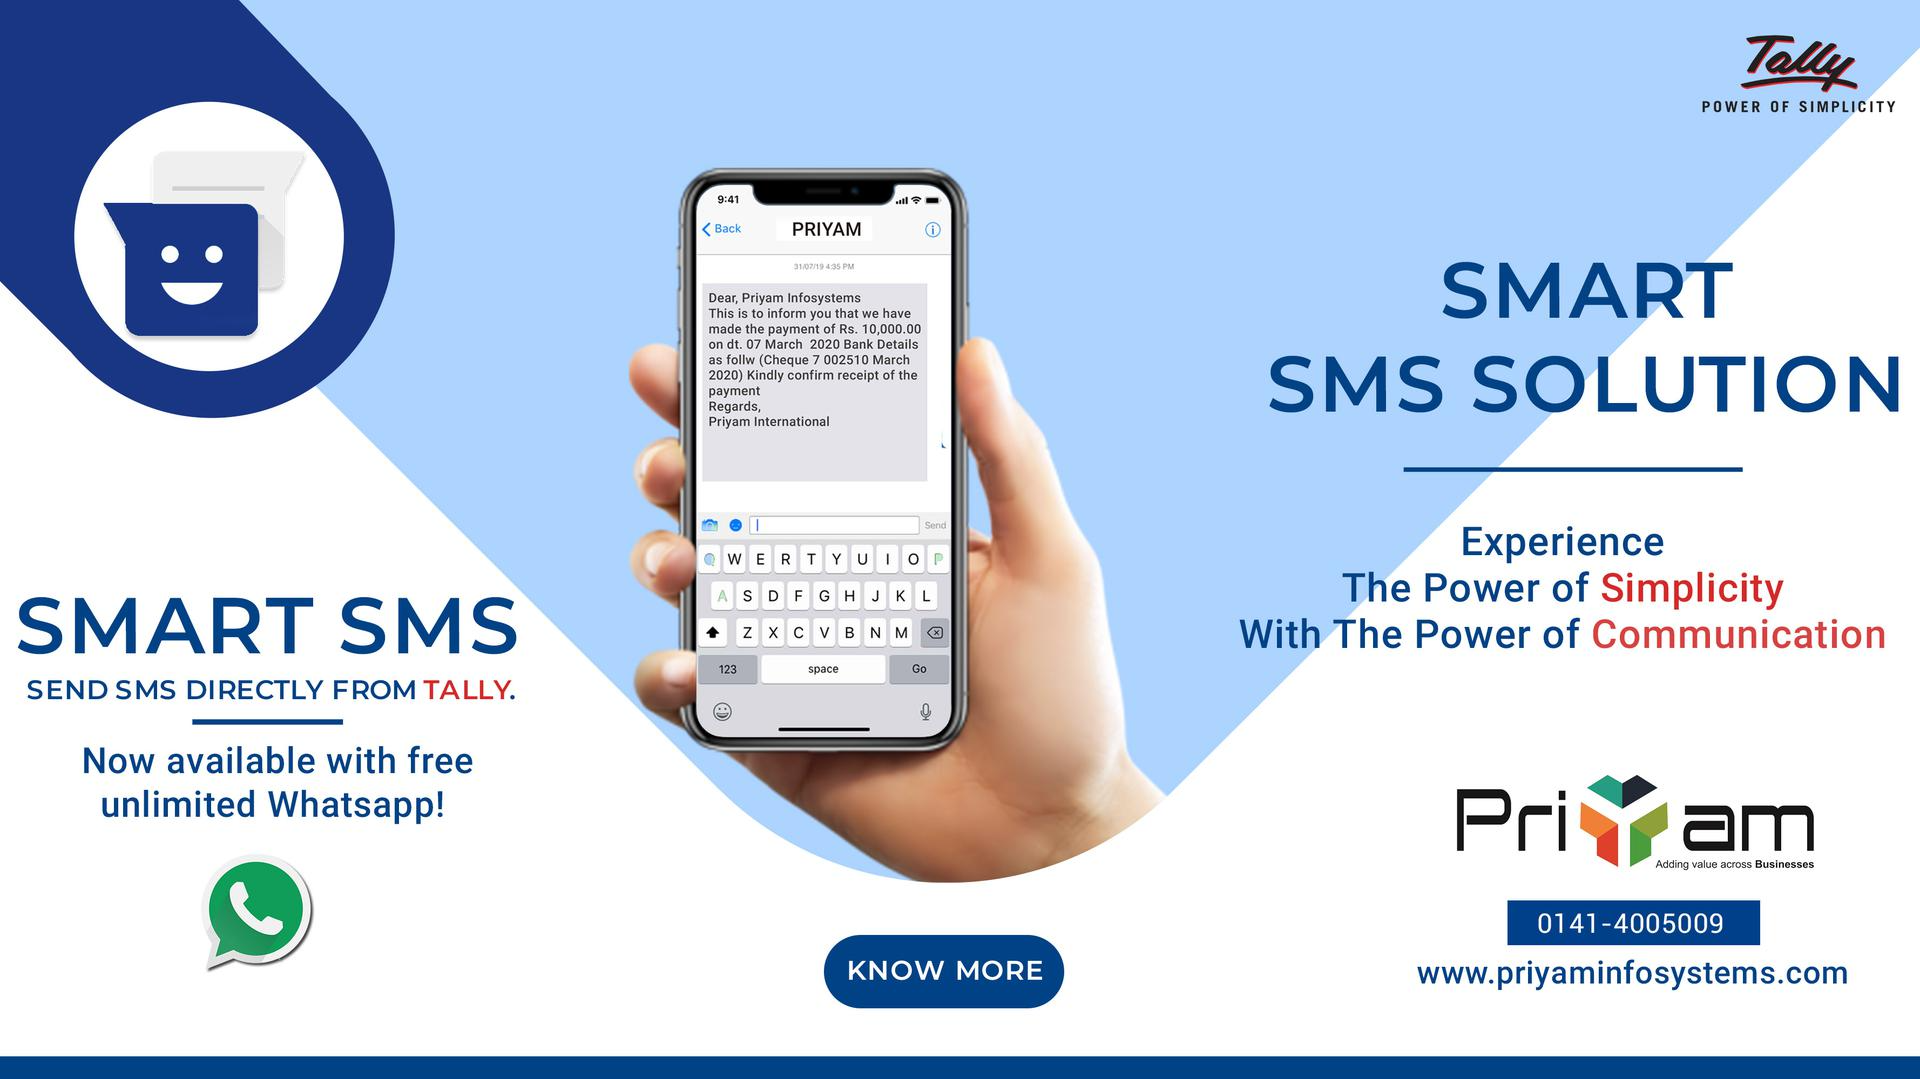 Tally
POWER OF SIMPLICITY
9:41
Back
PRIYAM
31/07/19 4:35 PM
Dear, Priyam Infosystems
This is to inform you that we have
made the payment of Rs. 10,000.00
on dt. 07 March 2020 Bank Details
as follw (Cheque 7 002510 March
2020) Kindly confirm receipt of the
payment
Regards,
Priyam International
Send
Q W E R T Y U I O P
A S D F G H J K L
Z X C V B N M
123 space Go
SMART
SMS SOLUTION
Experience
The Power of Simplicity
With The Power of Communication
SMART SMS
SEND SMS DIRECTLY FROM TALLY.
Now available with free
unlimited Whatsapp!
KNOW MORE
PriYam
Adding value across Businesses
0141-4005009
www.priyaminfosystems.com